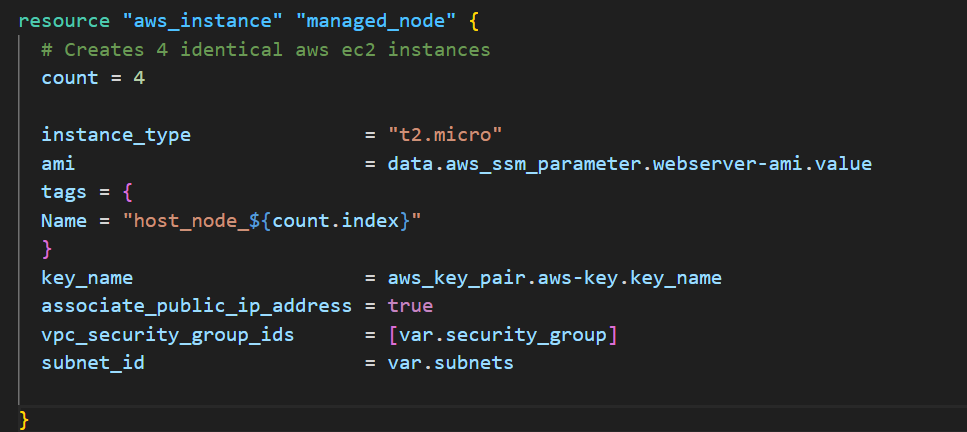 resource "aws_instance" "managed_node" {
  # Creates 4 identical aws ec2 instances
  count = 4

  instance_type               = "t2.micro"
  ami                         = data.aws_ssm_parameter.webserver-ami.value
  tags = {
  Name = "host_node_${count.index}"
  }
  key_name                    = aws_key_pair.aws-key.key_name
  associate_public_ip_address = true
  vpc_security_group_ids      = [var.security_group]
  subnet_id                   = var.subnets

}